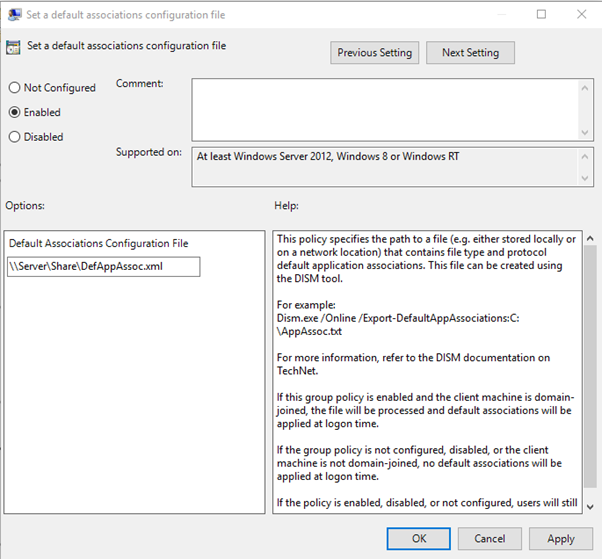 Set a default associations configuration file
Set a default associations configuration file
Previous Setting
Next Setting
Not Configured
Comment:
Enabled
Disabled
Supported on:
At least Windows Server 2012, Windows 8 or Windows RT
Options:
Help:
Default Associations Configuration File
\\Server\Share\DefAppAssoc.xml
This policy specifies the path to a file (e.g. either stored locally or
on a network location) that contains file type and protocol
default application associations. This file can be created using
the DISM tool.
For example:
Dism.exe /Online /Export-DefaultAppAssociations:C:
\AppAssoc.txt
For more information, refer to the DISM documentation on
TechNet.
If this group policy is enabled and the client machine is domain-
joined, the file will be processed and default associations will be
applied at logon time.
If the group policy is not configured, disabled, or the client
machine is not domain-joined, no default associations will be
applied at logon time.
If the policy is enabled, disabled, or not configured, users will still
OK
Cancel
Apply